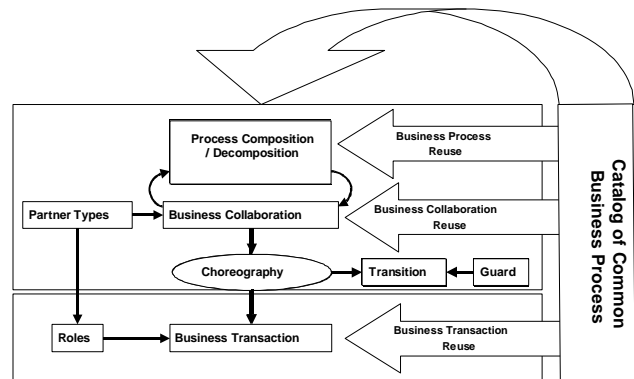 Process Composition
/ Decomposition
Business Process
Reuse
Partner Types
Business Collaboration
Business Collaboration
Reuse
Choreography
Transition
Guard
Roles
Business Transaction
Business Transaction
Reuse
Catalog of Common
Business Process